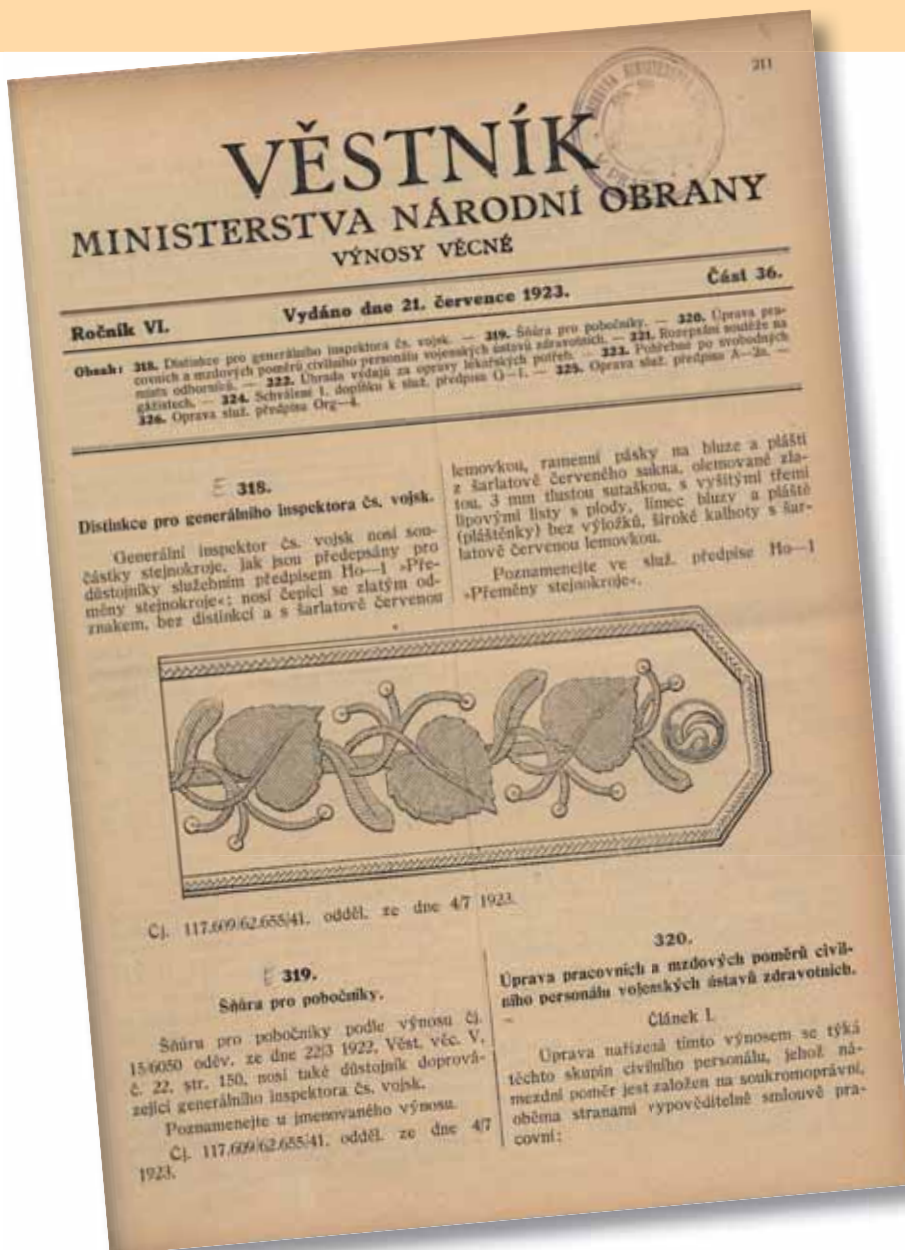 211
VĚSTNÍK
MINISTERSTVA NÁRODNÍ OBRANY
VÝNOSY VĚCNÉ
Ročník VI. Vydáno dne 21. července 1923. Část 36.
Obsah: 318. Distinkce pro generálního inspektora čs. vojsk. — 319. Šňůra pro pobočníky. — 320. Úprava pra-
covních a mzdových poměrů civilního personálu vojenských ústavů zdravotních. — 321. Rozepsání soutěže na
místa odborníků. — 322. Úhrada výdajů za opravy lékařských potřeb. — 323. Pohřebné po svobodných
gážistech. — 324. Schválení 1. doplňku k služ. předpisu Q—1. — 325. Oprava služ. předpisu A—2a. —
326. Oprava služ. předpisu Org—4.
318.
Distinkce pro generálního inspektora čs. vojsk.
Generální inspektor čs. vojsk nosí sou-
částky stejnokroje, jak jsou předepsány pro
důstojníky služebním předpisem Ho—1 »Pře-
měny stejnokroje«; nosí čepici se zlatým od-
znakem, bez distinkcí a s šarlatově červenou
lemovkou, ramenní pásky na bluze a plášti
z šarlatově červeného sukna, olemované zla-
tou, 3 mm tlustou sutaškou, s vyšitými třemi
lipovými listy s plody, límec bluzy a pláště
(pláštěnky) bez výložků, široké kalhoty s šar-
latově červenou lemovkou.
Poznamenejte ve služ. předpise Ho—1
»Přeměny stejnokroje«.
Čj. 117.609/62.655/41. odděl. ze dne 4/7 1923.
319.
Šňůra pro pobočníky.
Šňůru pro pobočníky podle výnosu čj.
15/6050 oděv. ze dne 22/3 1922, Věst. věc. V,
č. 22, str. 150, nosí také důstojník doprová-
zející generálního inspektora čs. vojsk.
Poznamenejte u jmenovaného výnosu.
Čj. 117.609/62.655/41. odděl. ze dne 4/7
1923.
320.
Úprava pracovních a mzdových poměrů civil-
ního personálu vojenských ústavů zdravotních.
Článek I.
Úprava nařízená tímto výnosem se týká
těchto skupin civilního personálu, jehož ná-
mezdní poměr jest založen na soukromoprávní,
oběma stranami vypověditelné smlouvě pra-
covní: